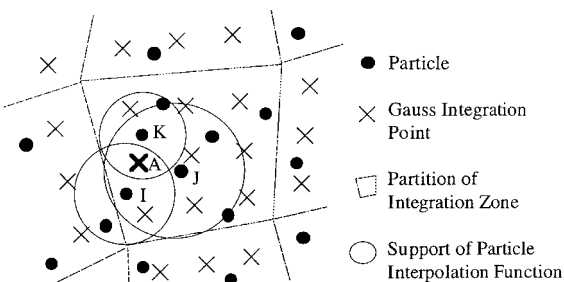 K
A
J
I
Particle
Gauss Integration
Point
Partition of
Integration Zone
Support of Particle
Interpolation Function